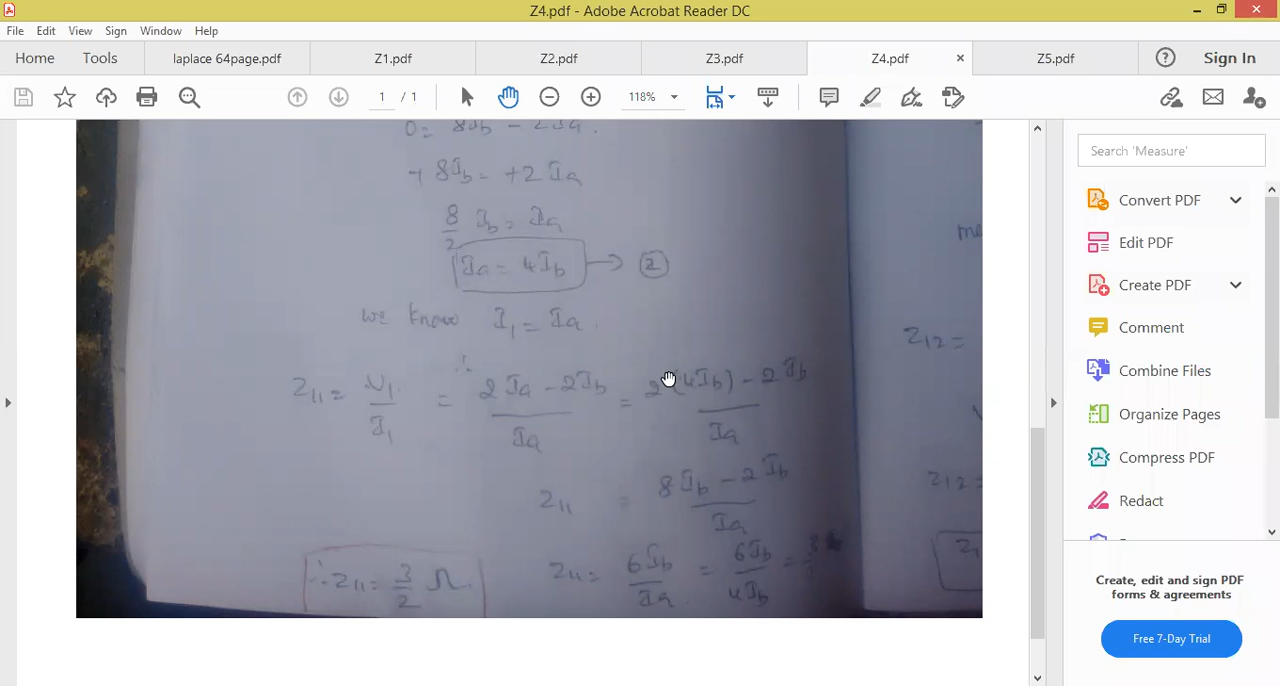 Z4.pdf - Adobe Acrobat Reader DC
File Edit View Sign Window Help
Home Tools laplace 64page.pdf Z1.pdf Z2.pdf Z3.pdf Z4.pdf × Z5.pdf ? Sign In
1 / 1 118%
0 = 8Ib - 2Ia.
+ 8Ib = +2Ia
8/2 Ib = Ia
Ia = 4Ib → ②
we know I1 = Ia.
∴
Z11 = V1/I1 = 2Ia - 2Ib/Ia = 2(4Ib) - 2Ib/Ia
Z11 = 8Ib - 2Ib/Ia
Z11 = 6Ib/Ia = 6Ib/4Ib =
∴ Z11 = 3/2 Ω
me
Z12 =
Z12 =
Search 'Measure'
Convert PDF
Edit PDF
Create PDF
Comment
Combine Files
Organize Pages
Compress PDF
Redact
Create, edit and sign PDF
forms & agreements
Free 7-Day Trial